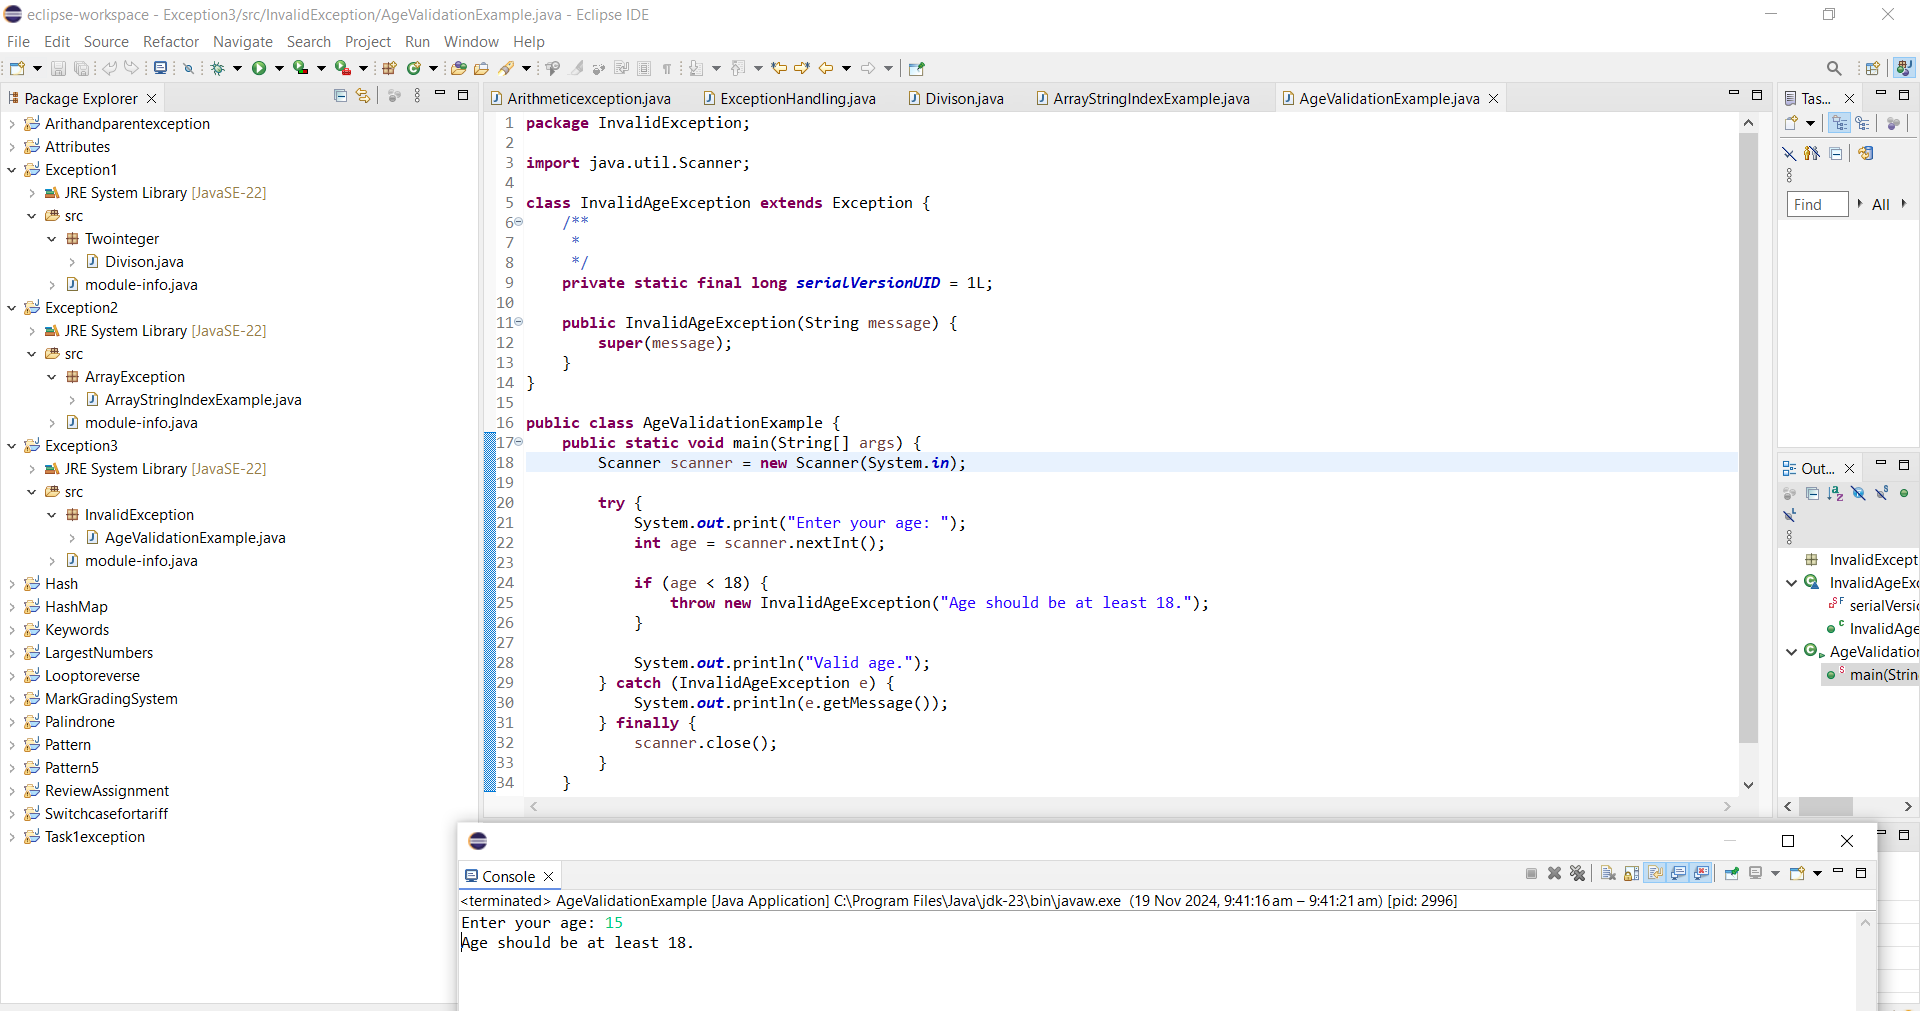 eclipse-workspace - Exception3/src/InvalidException/AgeValidationExample.java - Eclipse IDE
File Edit Source Refactor Navigate Search Project Run Window Help
Package Explorer
Arithandparentexception
Attributes
Exception1
JRE System Library [JavaSE-22]
src
Twointeger
Divison.java
module-info.java
Exception2
JRE System Library [JavaSE-22]
src
ArrayException
ArrayStringIndexExample.java
module-info.java
Exception3
JRE System Library [JavaSE-22]
src
InvalidException
AgeValidationExample.java
module-info.java
Hash
HashMap
Keywords
LargestNumbers
Looptoreverse
MarkGradingSystem
Palindrone
Pattern
Pattern5
ReviewAssignment
Switchcasefortariff
Task1exception
Arithmeticexception.java ExceptionHandling.java Divison.java ArrayStringIndexExample.java AgeValidationExample.java
1 package InvalidException;
2
3 import java.util.Scanner;
4
5 class InvalidAgeException extends Exception {
6 /**
7 *
8 */
9 private static final long serialVersionUID = 1L;
10
11 public InvalidAgeException(String message) {
12 super(message);
13 }
14 }
15
16 public class AgeValidationExample {
17 public static void main(String[] args) {
18 Scanner scanner = new Scanner(System.in);
19
20 try {
21 System.out.print("Enter your age: ");
22 int age = scanner.nextInt();
23
24 if (age < 18) {
25 throw new InvalidAgeException("Age should be at least 18.");
26 }
27
28 System.out.println("Valid age.");
29 } catch (InvalidAgeException e) {
30 System.out.println(e.getMessage());
31 } finally {
32 scanner.close();
33 }
34 }
Tas...
Find All
Out...
InvalidExcept
InvalidAgeExc
serialVersio
InvalidAge
AgeValidation
main(Strin
Console
<terminated> AgeValidationExample [Java Application] C:\Program Files\Java\jdk-23\bin\javaw.exe (19 Nov 2024, 9:41:16 am – 9:41:21 am) [pid: 2996]
Enter your age: 15
Age should be at least 18.